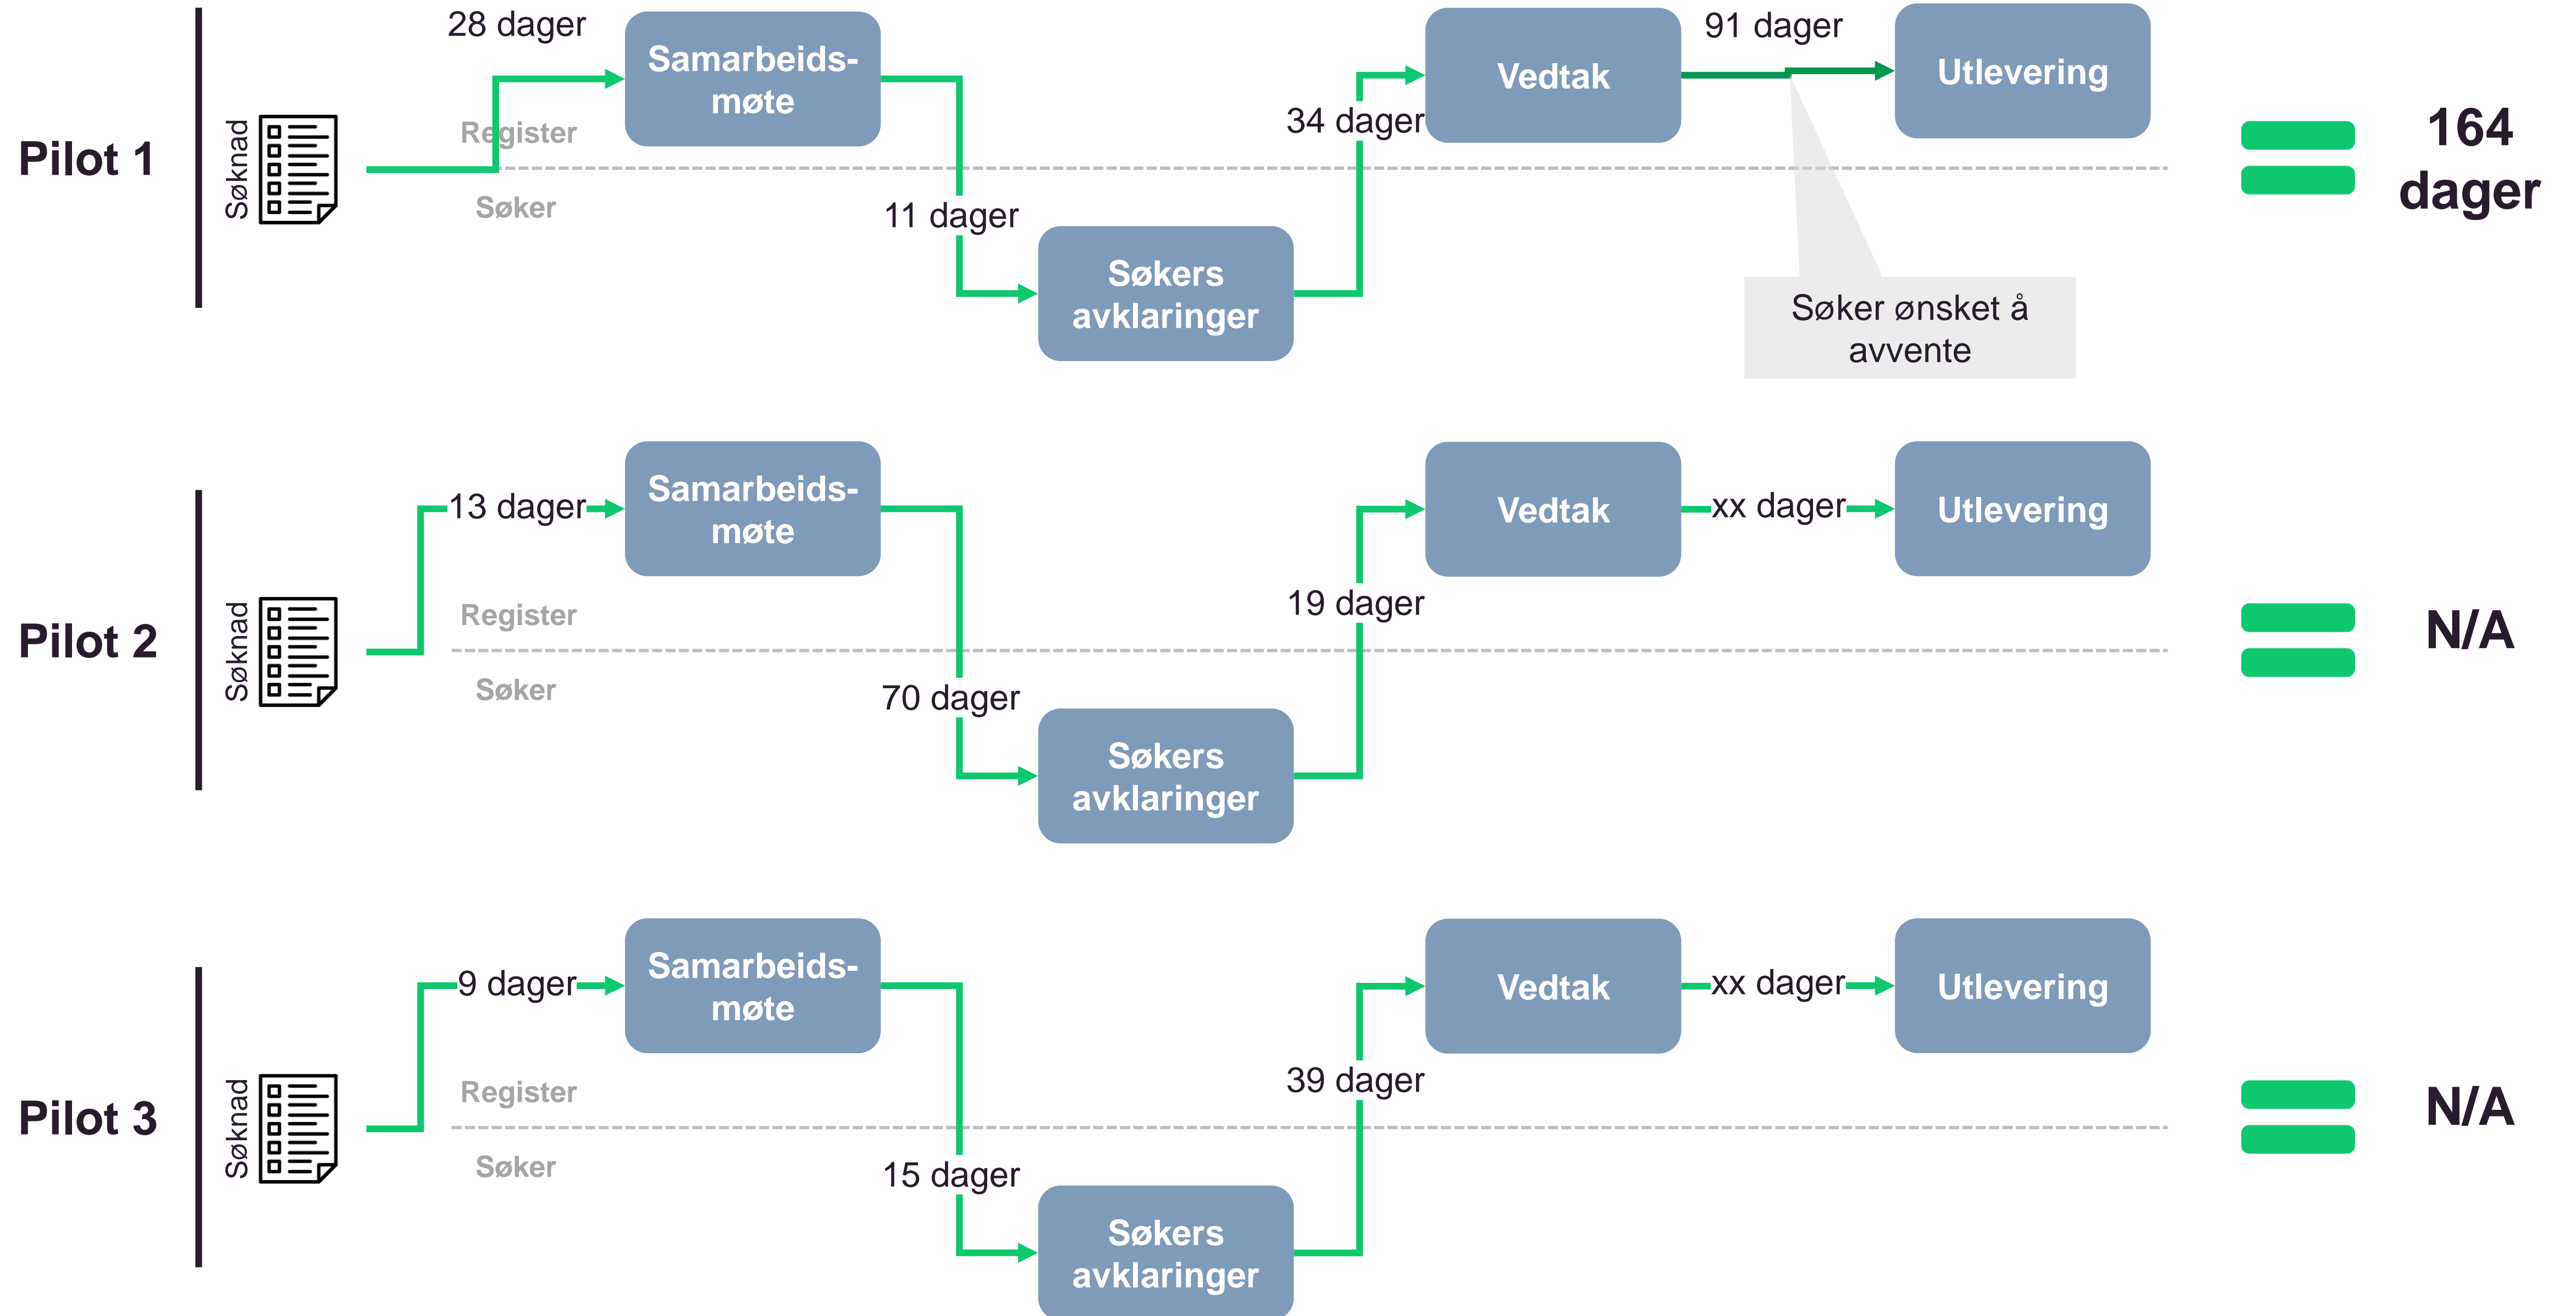 Pilot 1
Søknad
28 dager
Register
Søker
Samarbeids-
møte
11 dager
Søkers
avklaringer
34 dager
Vedtak
91 dager
Søker ønsket å
avvente
Utlevering
164
dager
Pilot 2
Søknad
13 dager
Register
Søker
Samarbeids-
møte
70 dager
Søkers
avklaringer
19 dager
Vedtak
xx dager
Utlevering
N/A
Pilot 3
Søknad
9 dager
Register
Søker
Samarbeids-
møte
15 dager
Søkers
avklaringer
39 dager
Vedtak
xx dager
Utlevering
N/A